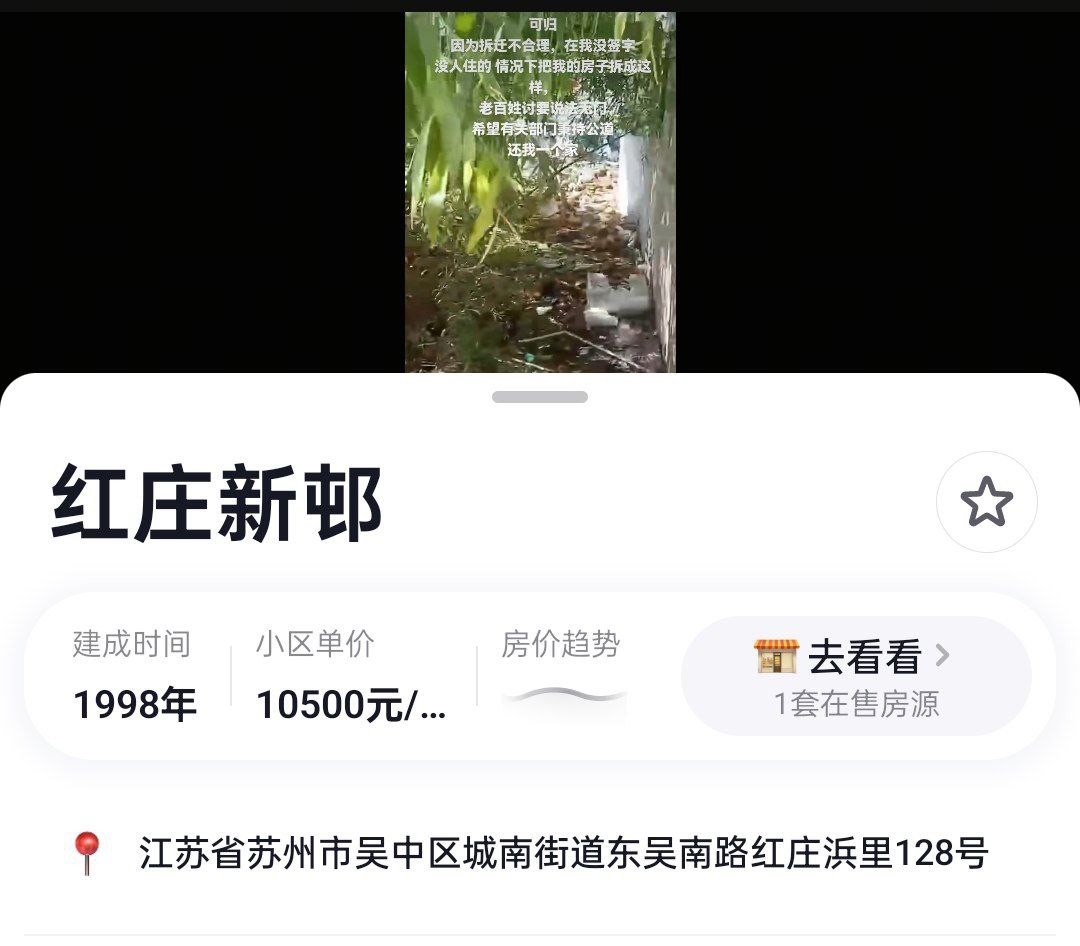 可归
因为拆迁不合理，在我没签字
没人住的 情况下把我的房子拆成这
样，
老百姓讨要说法无门，
希望有关部门秉持公道
还我一个家
红庄新邨
建成时间
小区单价
房价趋势
去看看
1998年
10500元/...
1套在售房源
江苏省苏州市吴中区城南街道东吴南路红庄浜里128号